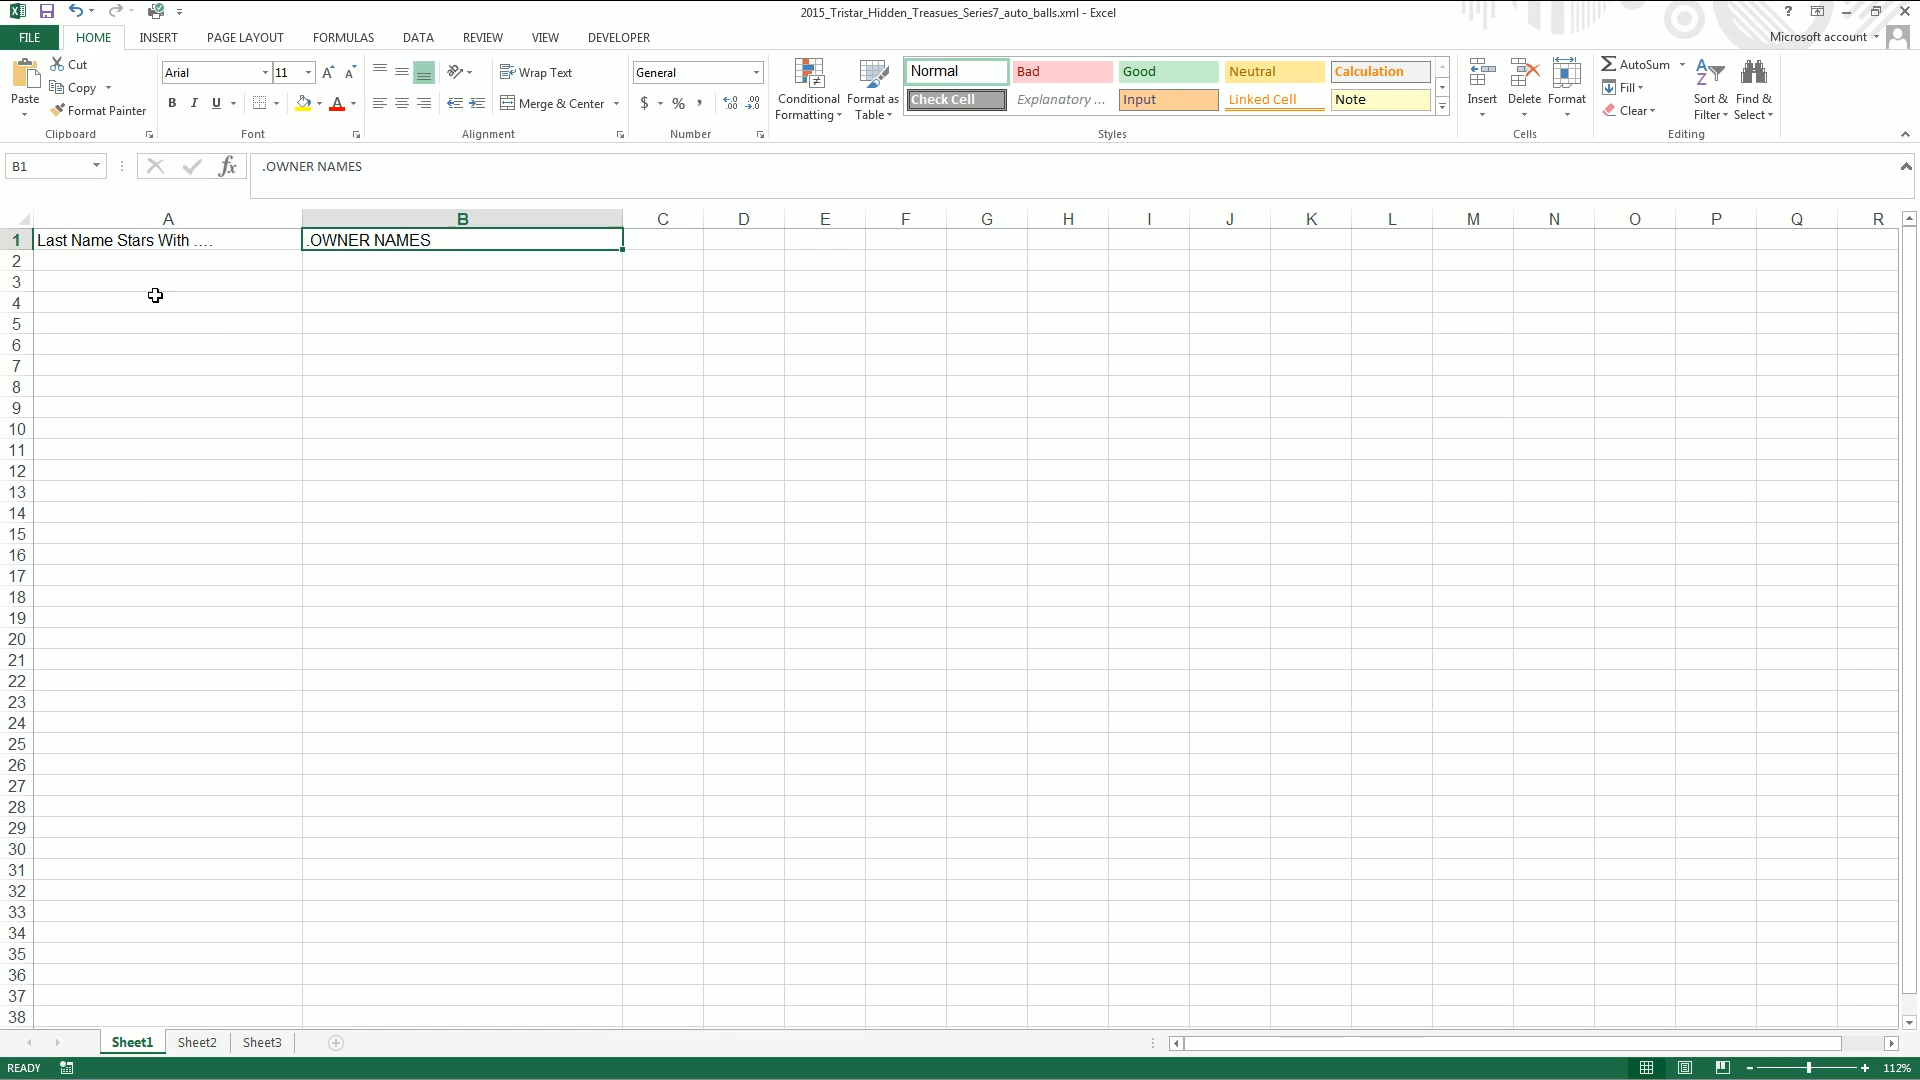 2015_Tristar_Hidden_Treasues_Series7_auto_balls.xml - Excel
?
Microsoft account
FILE HOME INSERT PAGE LAYOUT FORMULAS DATA REVIEW VIEW DEVELOPER
Paste
Cut
Copy
Format Painter
Clipboard
Arial 11
B I U
Font
Wrap Text
Merge & Center
Alignment
General
$ % ,
Number
Conditional Formatting
Format as Table
Normal Bad Good Neutral Calculation
Check Cell Explanatory ... Input Linked Cell Note
Styles
Insert Delete Format
Cells
AutoSum
Fill
Clear
Sort & Filter
Find & Select
Editing
B1 fx .OWNER NAMES
A B C D E F G H I J K L M N O P Q R
1 Last Name Stars With .... .OWNER NAMES
2
3
4
5
6
7
8
9
10
11
12
13
14
15
16
17
18
19
20
21
22
23
24
25
26
27
28
29
30
31
32
33
34
35
36
37
38
Sheet1 Sheet2 Sheet3
READY 112%